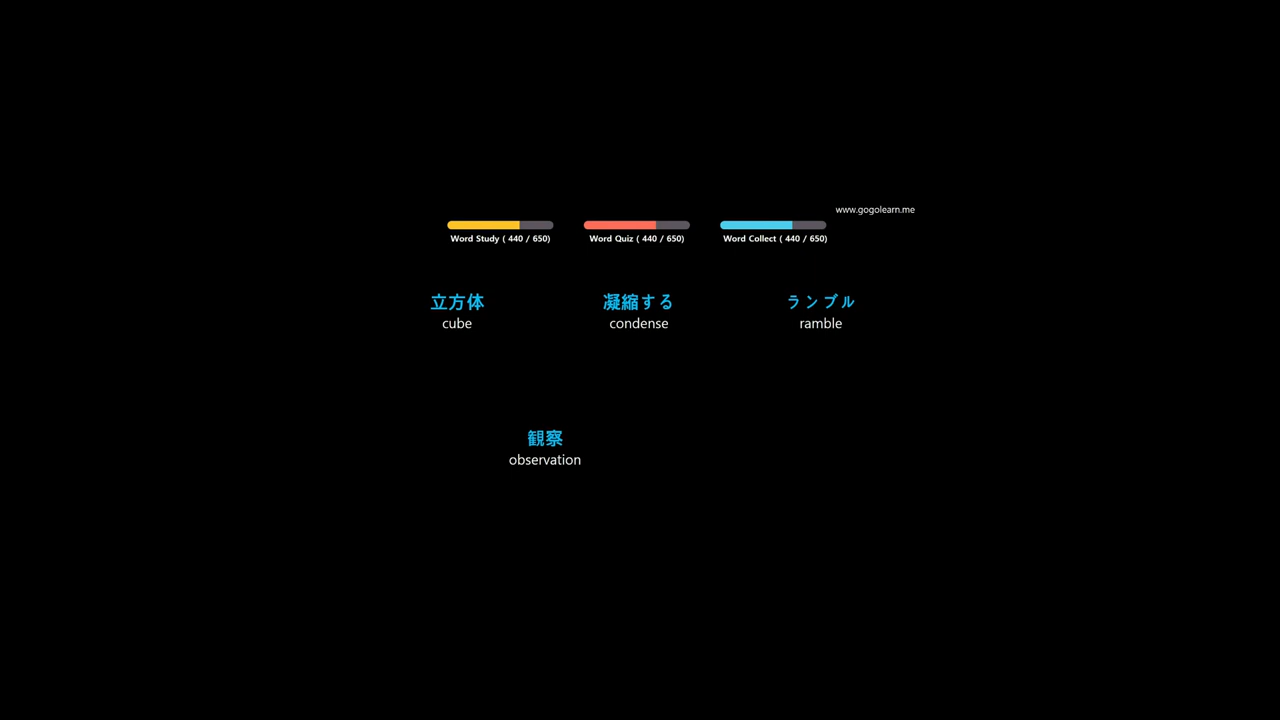 www.gogolearn.me
Word Study ( 440 / 650)
Word Quiz ( 440 / 650)
Word Collect ( 440 / 650)
立方体
cube
凝縮する
condense
ランブル
ramble
観察
observation